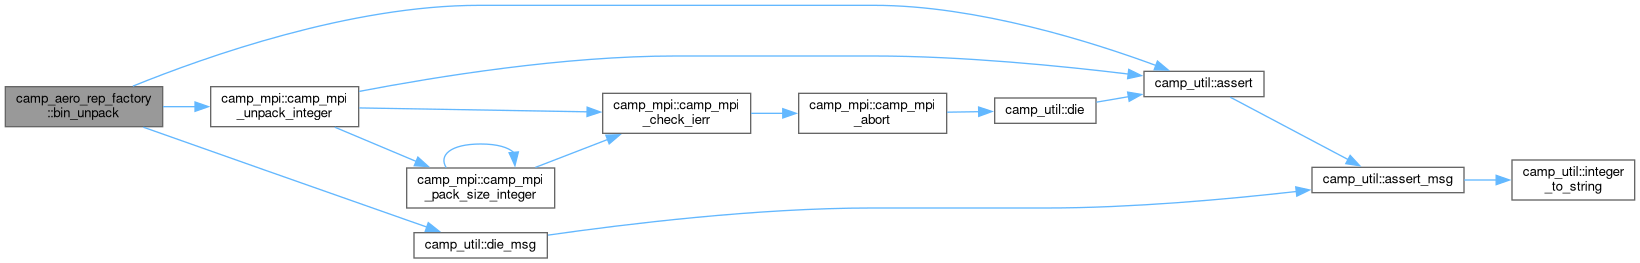 camp_aero_rep_factory
::bin_unpack
camp_mpi::camp_mpi
_unpack_integer
camp_mpi::camp_mpi
_pack_size_integer
camp_util::die_msg
camp_mpi::camp_mpi
_check_ierr
camp_mpi::camp_mpi
_abort
camp_util::die
camp_util::assert
camp_util::assert_msg
camp_util::integer
_to_string